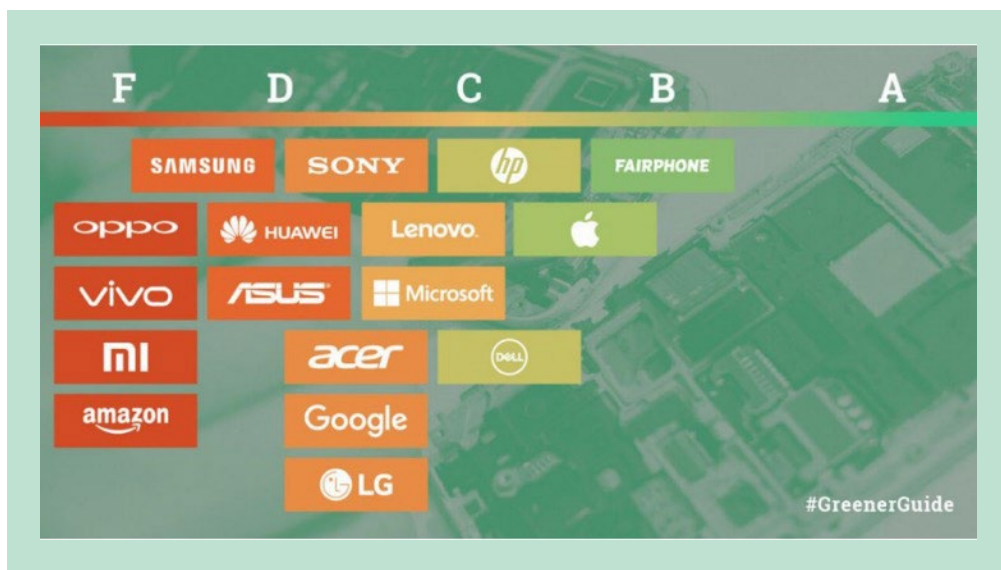 F D C B A
SAMSUNG SONY hp FAIRPHONE
oppo HUAWEI Lenovo.
vivo ASUS Microsoft
mi acer DELL
amazon Google
LG
#GreenerGuide